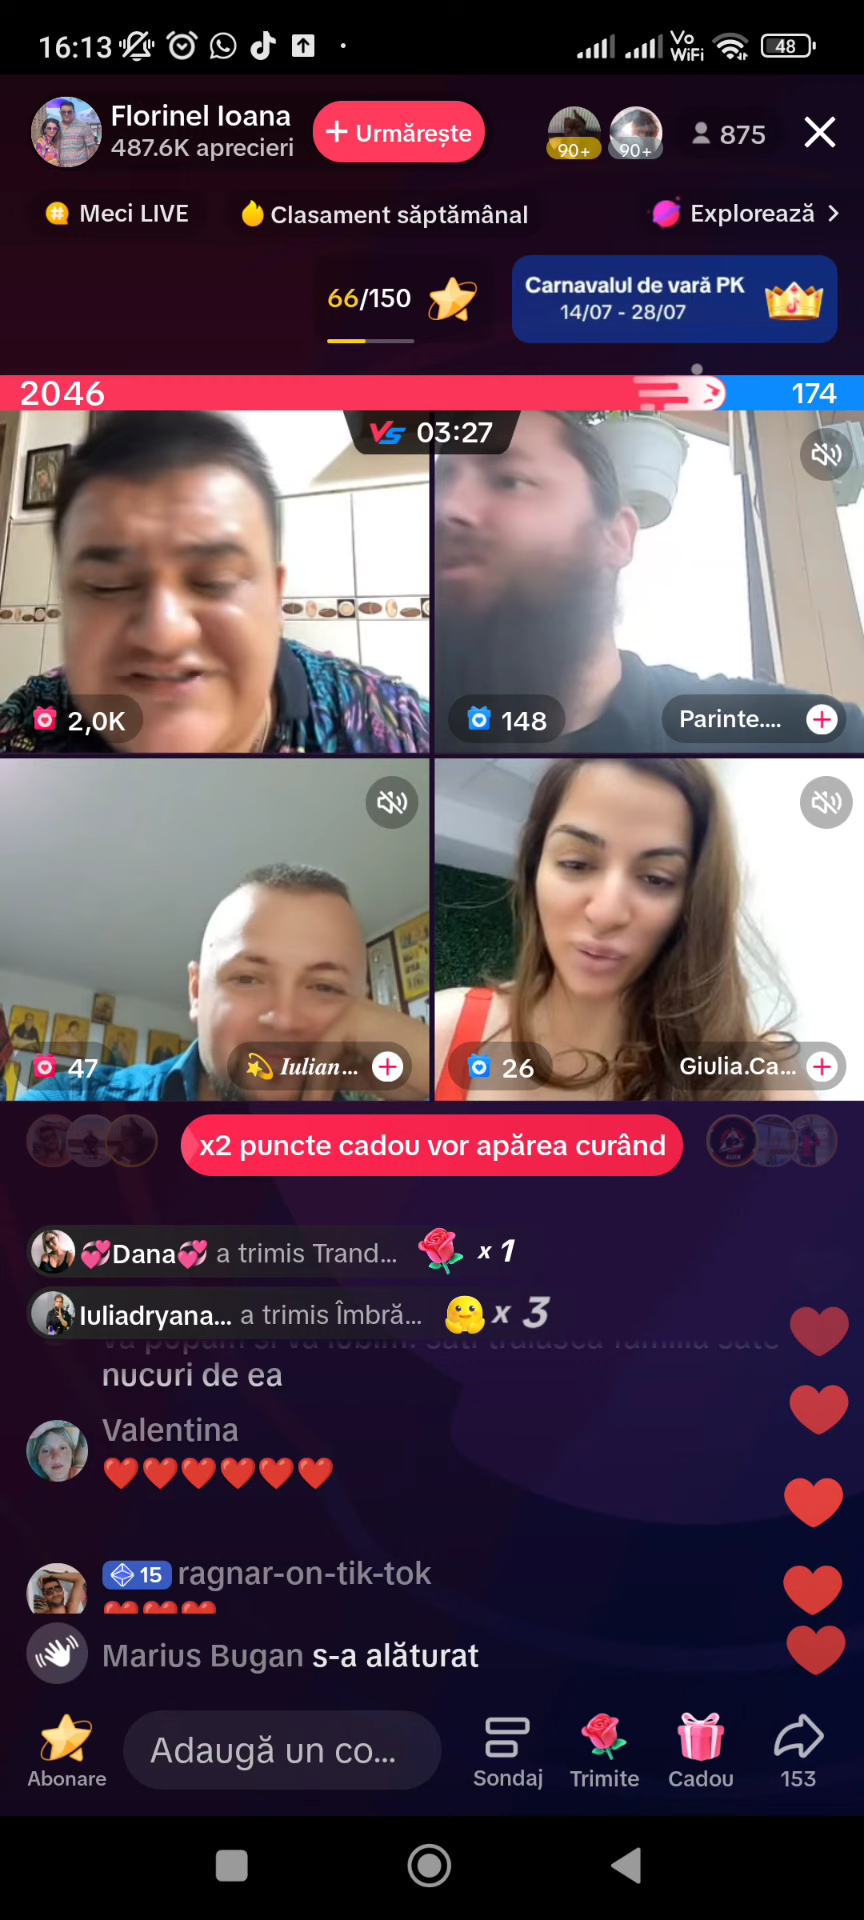 16:13
Vo
WiFi
48
Florinel Ioana
487.6K aprecieri
+ Urmărește
90+
90+
875
Meci LIVE
Clasament săptămânal
Explorează
66/150
Carnavalul de vară PK
14/07 - 28/07
2046
174
VS 03:27
2,0K
148
Parinte....
47
Iulian...
26
Giulia.Ca...
x2 puncte cadou vor apărea curând
Dana a trimis Trand... x 1
Iuliadryana... a trimis Îmbră... x 3
nucuri de ea
Valentina
15 ragnar-on-tik-tok
Marius Bugan s-a alăturat
Abonare
Adaugă un co...
Sondaj
Trimite
Cadou
153